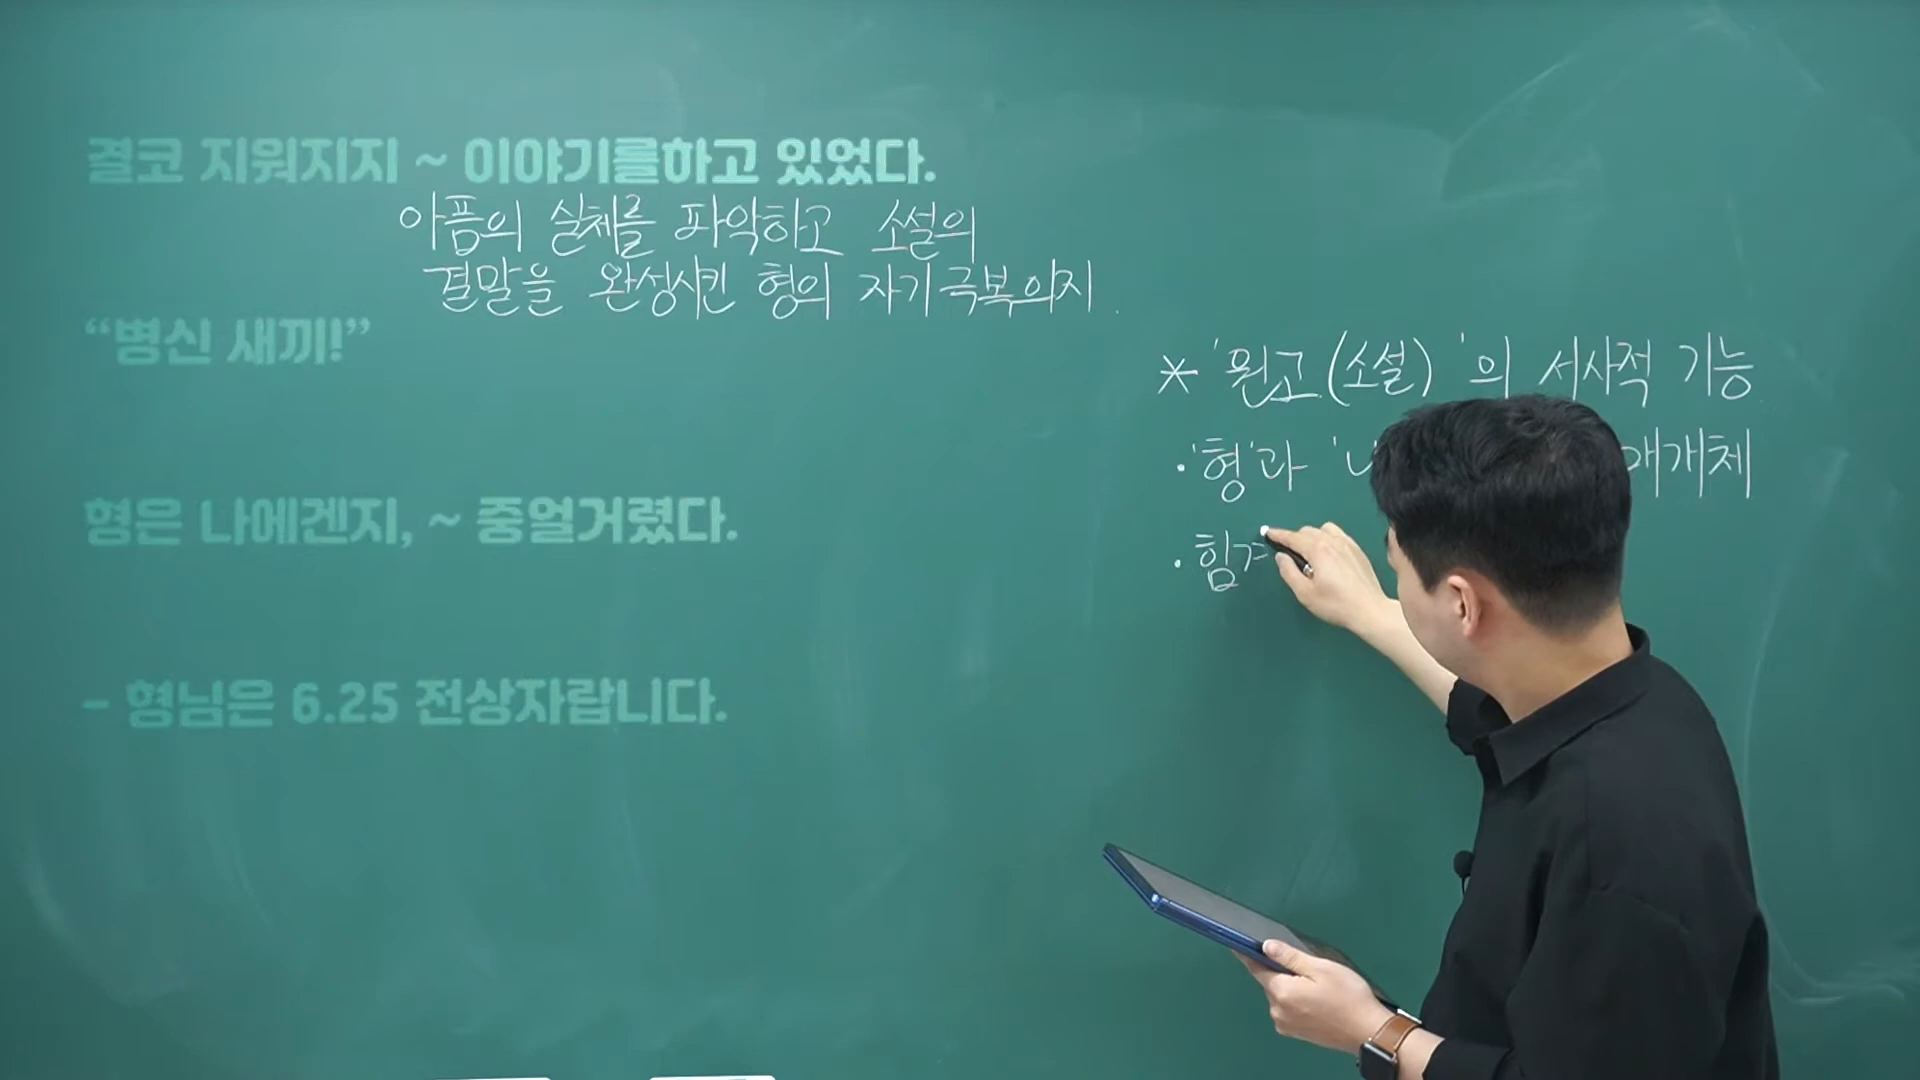 결코 지워지지 ~ 이야기를하고 있었다.
아픔의 실체를 파악하고 소설의
결말을 완성시킨 형의 자기극복의지.
“병신 새끼!”
* '원고(소설)'의 서사적 기능
·'형'과
형은 나에겐지, ~ 중얼거렸다.
- 형님은 6.25 전상자랍니다.